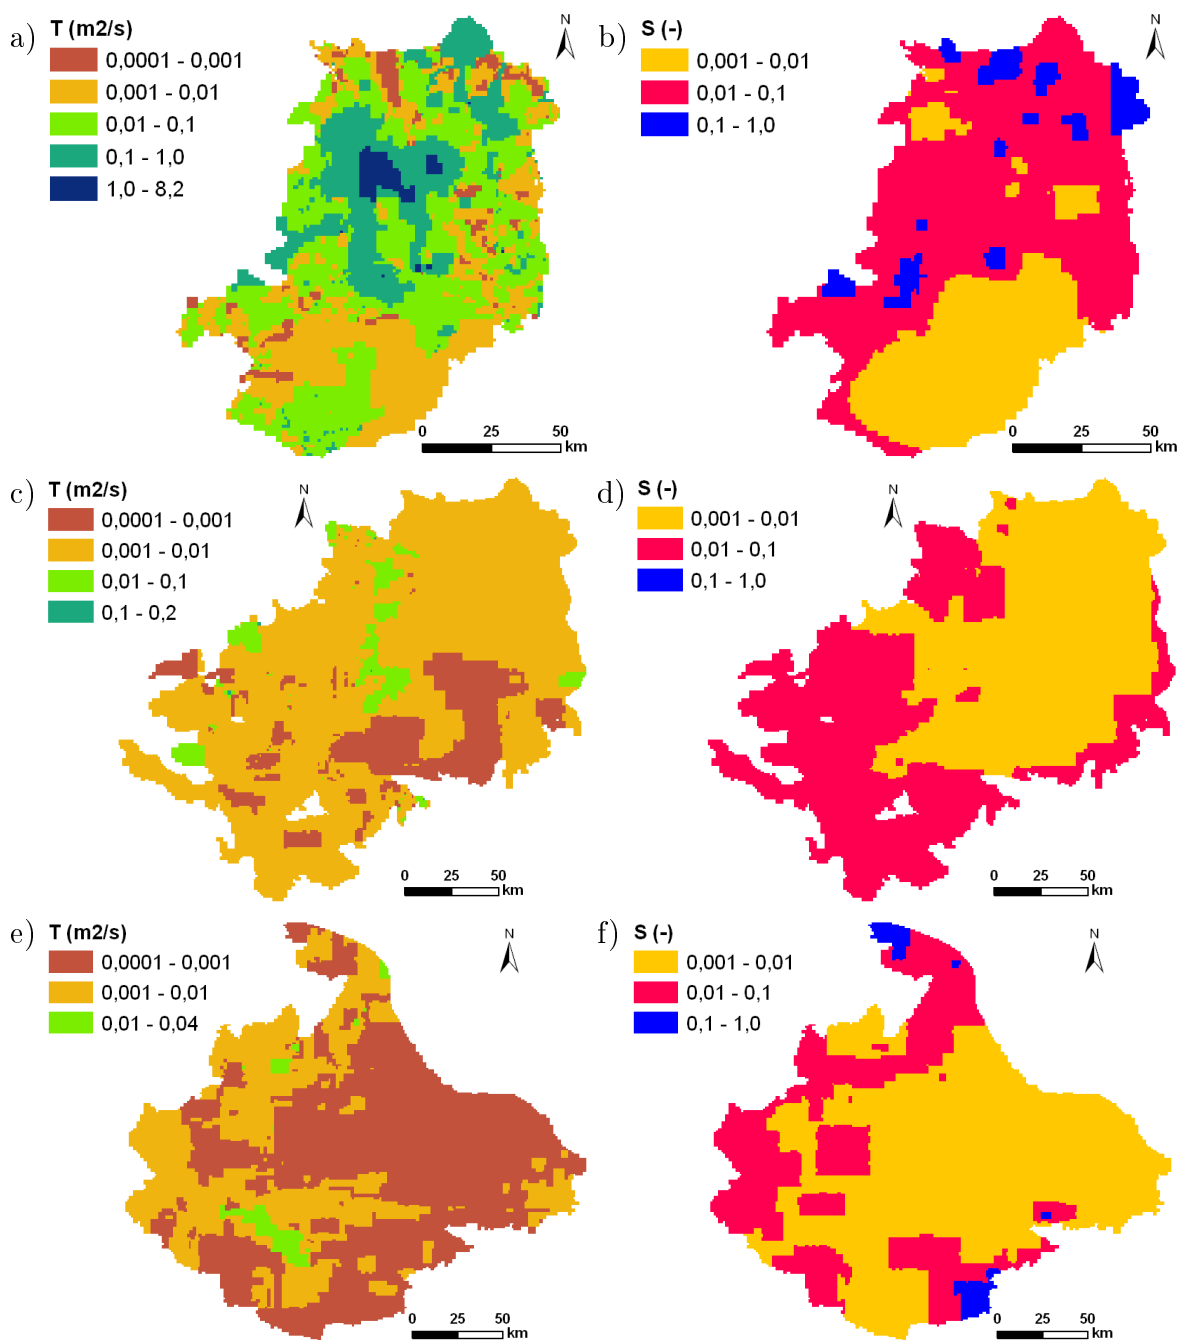 a) T (m2/s)
0,0001 - 0,001
0,001 - 0,01
0,01 - 0,1
0,1 - 1,0
1,0 - 8,2
N
0 25 50
km
b) S (-)
0,001 - 0,01
0,01 - 0,1
0,1 - 1,0
N
0 25 50
km
c) T (m2/s)
0,0001 - 0,001
0,001 - 0,01
0,01 - 0,1
0,1 - 0,2
N
0 25 50
km
d) S (-)
0,001 - 0,01
0,01 - 0,1
0,1 - 1,0
N
0 25 50
km
e) T (m2/s)
0,0001 - 0,001
0,001 - 0,01
0,01 - 0,04
N
0 25 50
km
f) S (-)
0,001 - 0,01
0,01 - 0,1
0,1 - 1,0
N
0 25 50
km